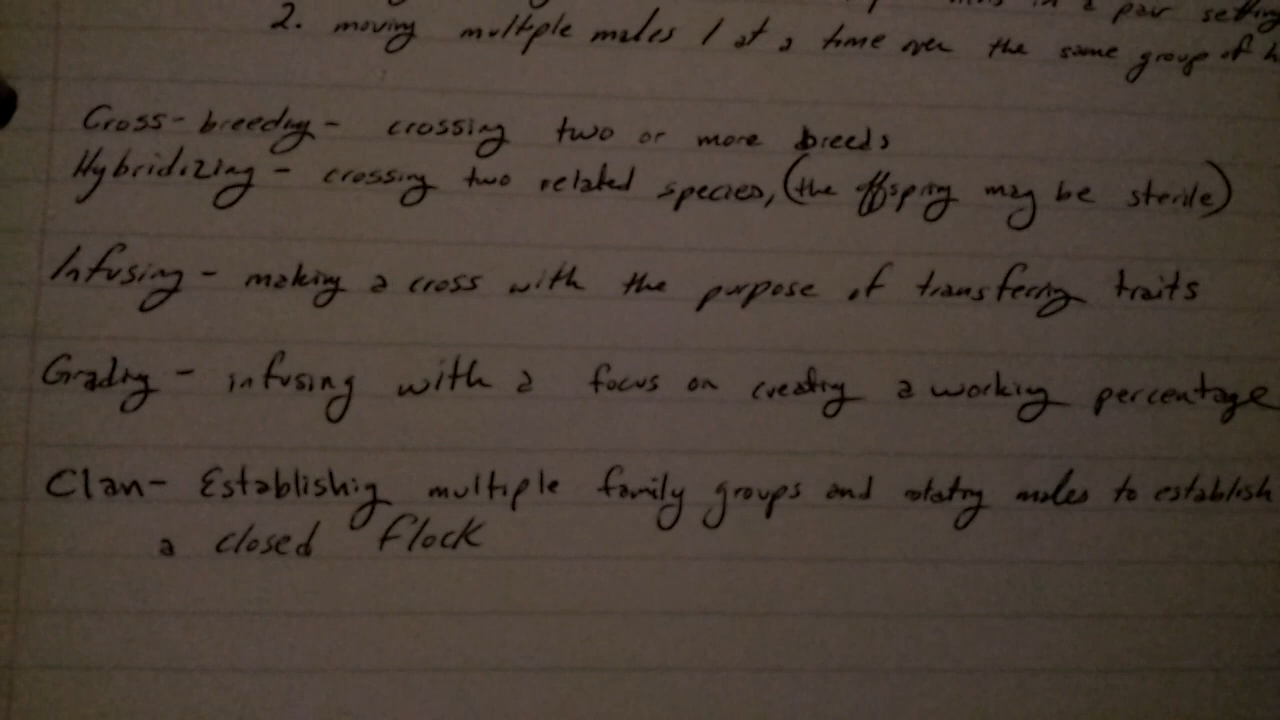 in a pair setting
2. moving multiple males 1 at a time over the same group of h
Cross-breeding - crossing two or more breeds
Hybridizing - crossing two related species, (the offspring may be sterile)
Infusing - making a cross with the purpose of transferring traits
Grading - infusing with a focus on creating a working percentage
Clan - Establishing multiple family groups and rotating males to establish
a closed flock